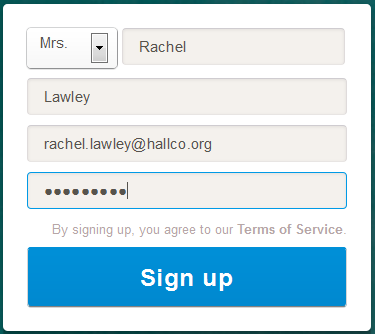 Mrs. Rachel
Lawley
rachel.lawley@hallco.org
●●●●●●●●●
By signing up, you agree to our Terms of Service.
Sign up